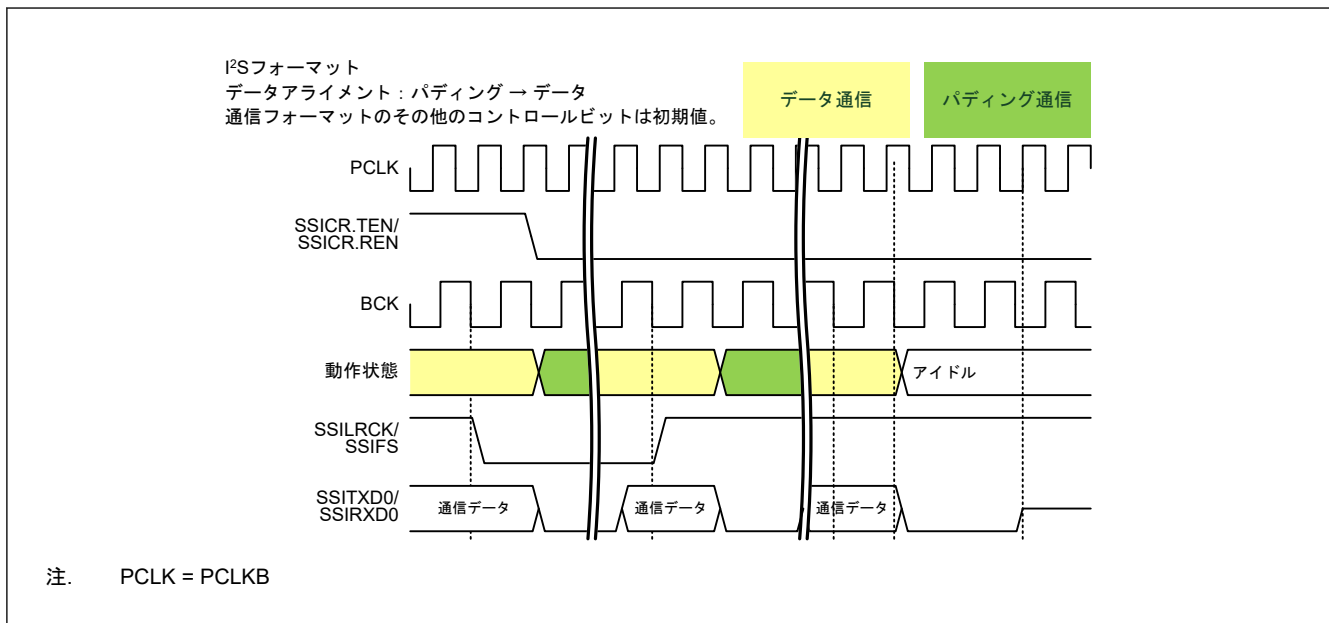 I²Sフォーマット
データアライメント：パディング → データ
通信フォーマットのその他のコントロールビットは初期値。
データ通信
パディング通信
PCLK
SSICR.TEN/
SSICR.REN
BCK
動作状態
アイドル
SSILRCK/
SSIFS
SSITXD0/
SSIRXD0
通信データ
通信データ
通信データ
注. PCLK = PCLKB